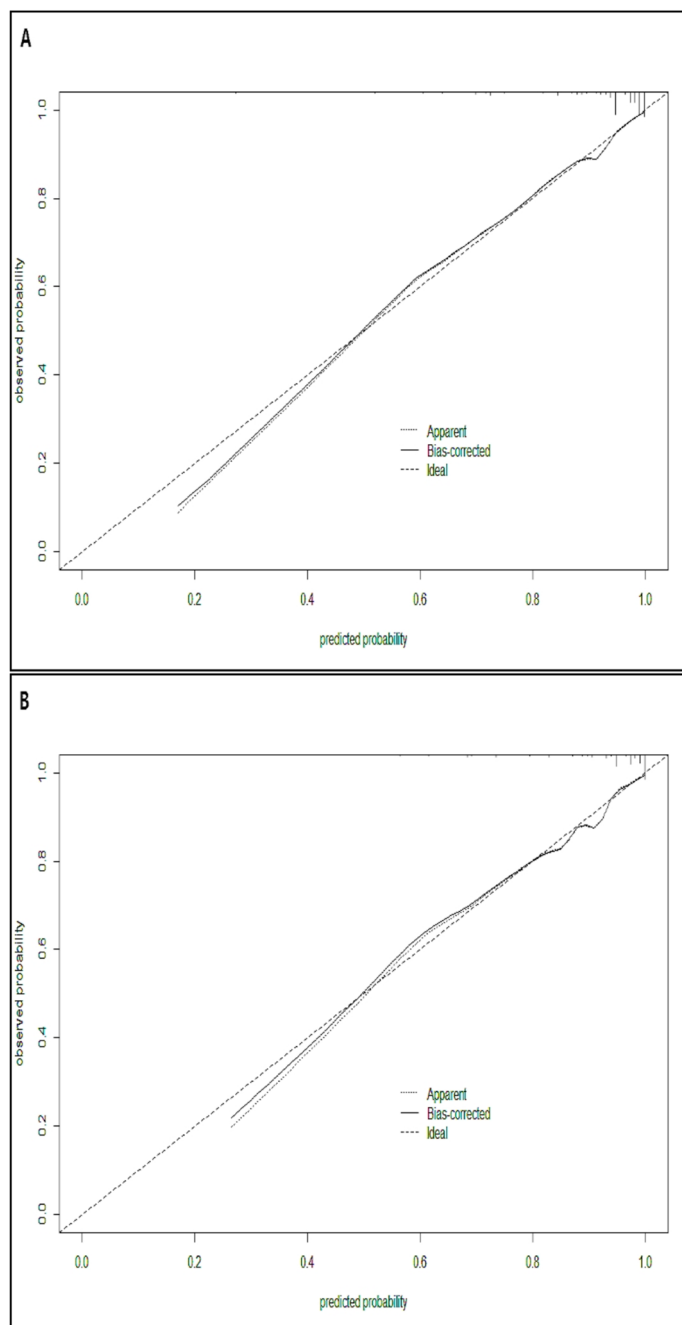 A
1.0
0.8
0.6
0.4
0.2
0.0
observed probability
Apparent
Bias-corrected
Ideal
0.0 0.2 0.4 0.6 0.8 1.0
predicted probability
B
1.0
0.8
0.6
0.4
0.2
0.0
observed probability
Apparent
Bias-corrected
Ideal
0.0 0.2 0.4 0.6 0.8 1.0
predicted probability